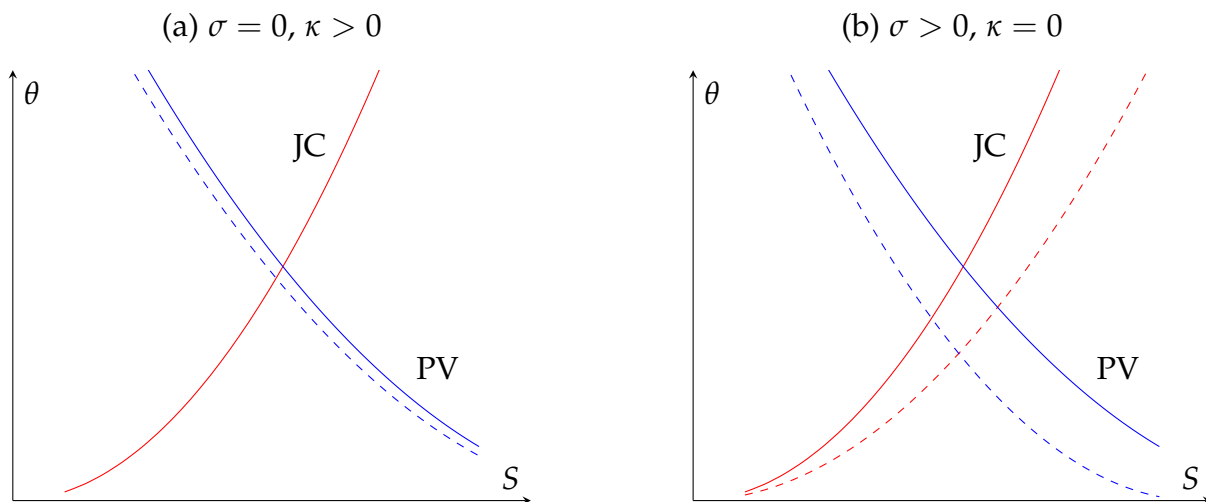 (a) σ = 0, κ > 0
θ
JC
PV
S
(b) σ > 0, κ = 0
θ
JC
PV
S